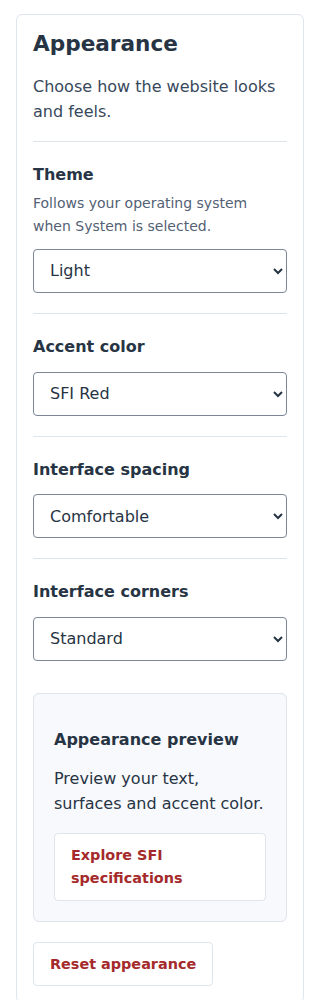 Appearance
Choose how the website looks
and feels.
Theme
Follows your operating system
when System is selected.
Light
Accent color
SFI Red
Interface spacing
Comfortable
Interface corners
Standard
Appearance preview
Preview your text,
surfaces and accent color.
Explore SFI
specifications
Reset appearance